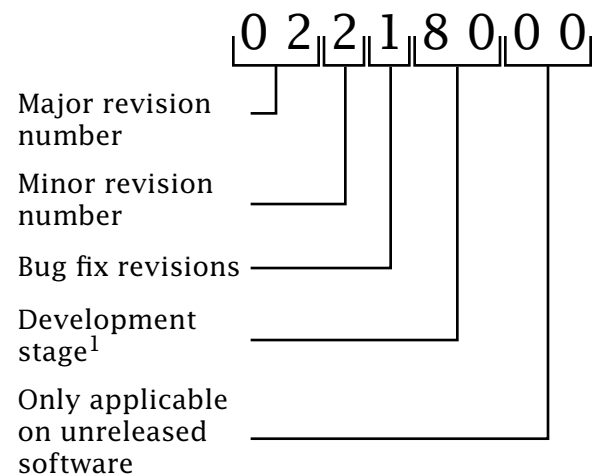 0 2 2 1 8 0 0 0
Major revision
number
Minor revision
number
Bug fix revisions
Development
stage1
Only applicable
on unreleased
software